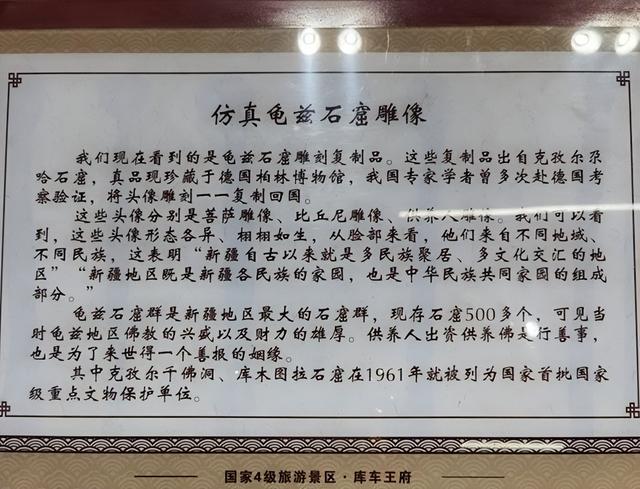 仿真龟兹石窟雕像
我们现在看到的是龟兹石窟雕刻复制品。这些复制品出自克孜尔尕
哈石窟，真品现珍藏于德国柏林博物馆，我国专家学者曾多次赴德国考
察验证，将头像雕刻一一复制回国。
这些头像分别是菩萨雕像、比丘尼雕像、供养人雕像。我们可以看
到，这些头像形态各异、栩栩如生，从脸部来看，他们来自不同地域、
不同民族，这表明“新疆自古以来就是多民族聚居、多文化交汇的地
区”“新疆地区既是新疆各民族的家园，也是中华民族共同家园的组成
部分。”
龟兹石窟群是新疆地区最大的石窟群，现存石窟500多个，可见当
时龟兹地区佛教的兴盛以及财力的雄厚。供养人出资供养佛是行善事，
也是为了来世得一个善报的姻缘。
其中克孜尔千佛洞、库木图拉石窟在1961年就被列为国家首批国家
级重点文物保护单位。
国家4级旅游景区·库车王府